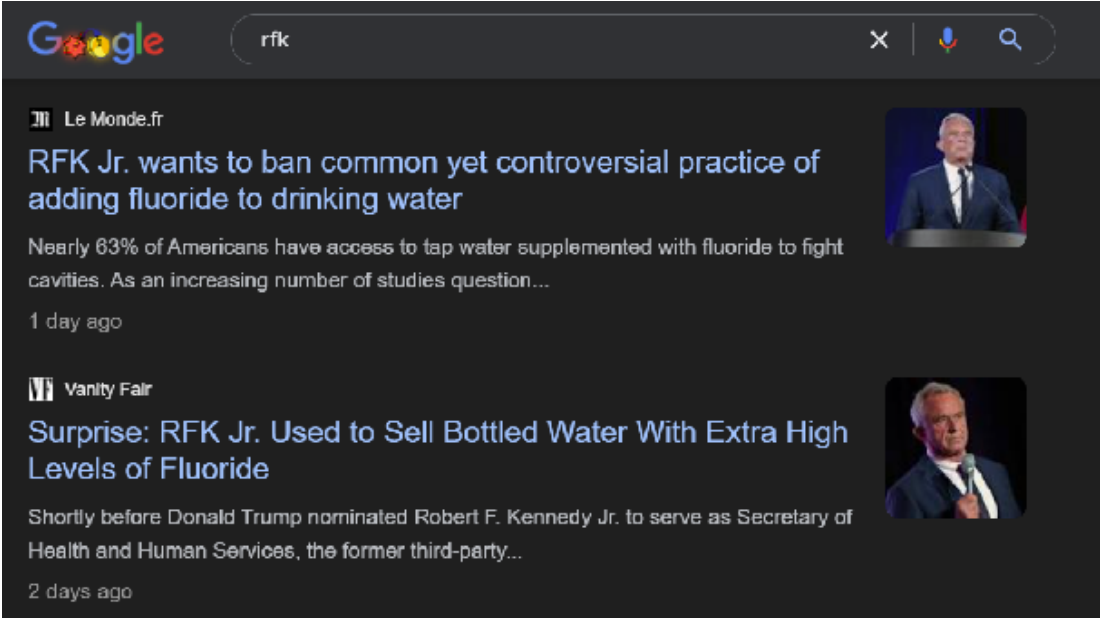 Google
rfk
Le Monde.fr
RFK Jr. wants to ban common yet controversial practice of
adding fluoride to drinking water
Nearly 63% of Americans have access to tap water supplemented with fluoride to fight
cavities. As an increasing number of studies question...
1 day ago
VF Vanity Fair
Surprise: RFK Jr. Used to Sell Bottled Water With Extra High
Levels of Fluoride
Shortly before Donald Trump nominated Robert F. Kennedy Jr. to serve as Secretary of
Health and Human Services, the former third-party...
2 days ago